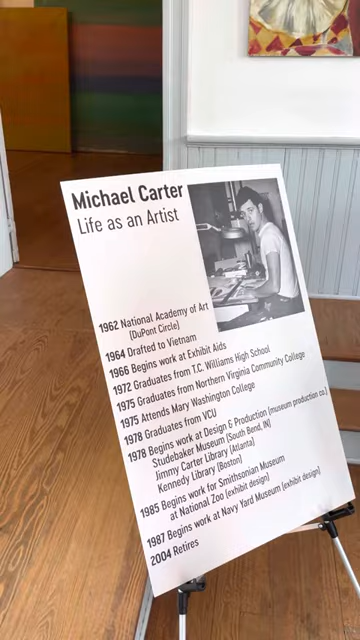 Michael Carter
Life as an Artist
1962 National Academy of Art
(DuPont Circle)
1964 Drafted to Vietnam
1966 Begins work at Exhibit Aids
1972 Graduates from T.C. Williams High School
1975 Graduates from Northern Virginia Community College
1975 Attends Mary Washington College
1978 Graduates from VCU
1978 Begins work at Design & Production (museum production co.)
Studebaker Museum (South Bend, IN)
Jimmy Carter Library (Atlanta)
Kennedy Library (Boston)
1985 Begins work for Smithsonian Museum
at National Zoo (exhibit design)
1987 Begins work at Navy Yard Museum (exhibit design)
2004 Retires